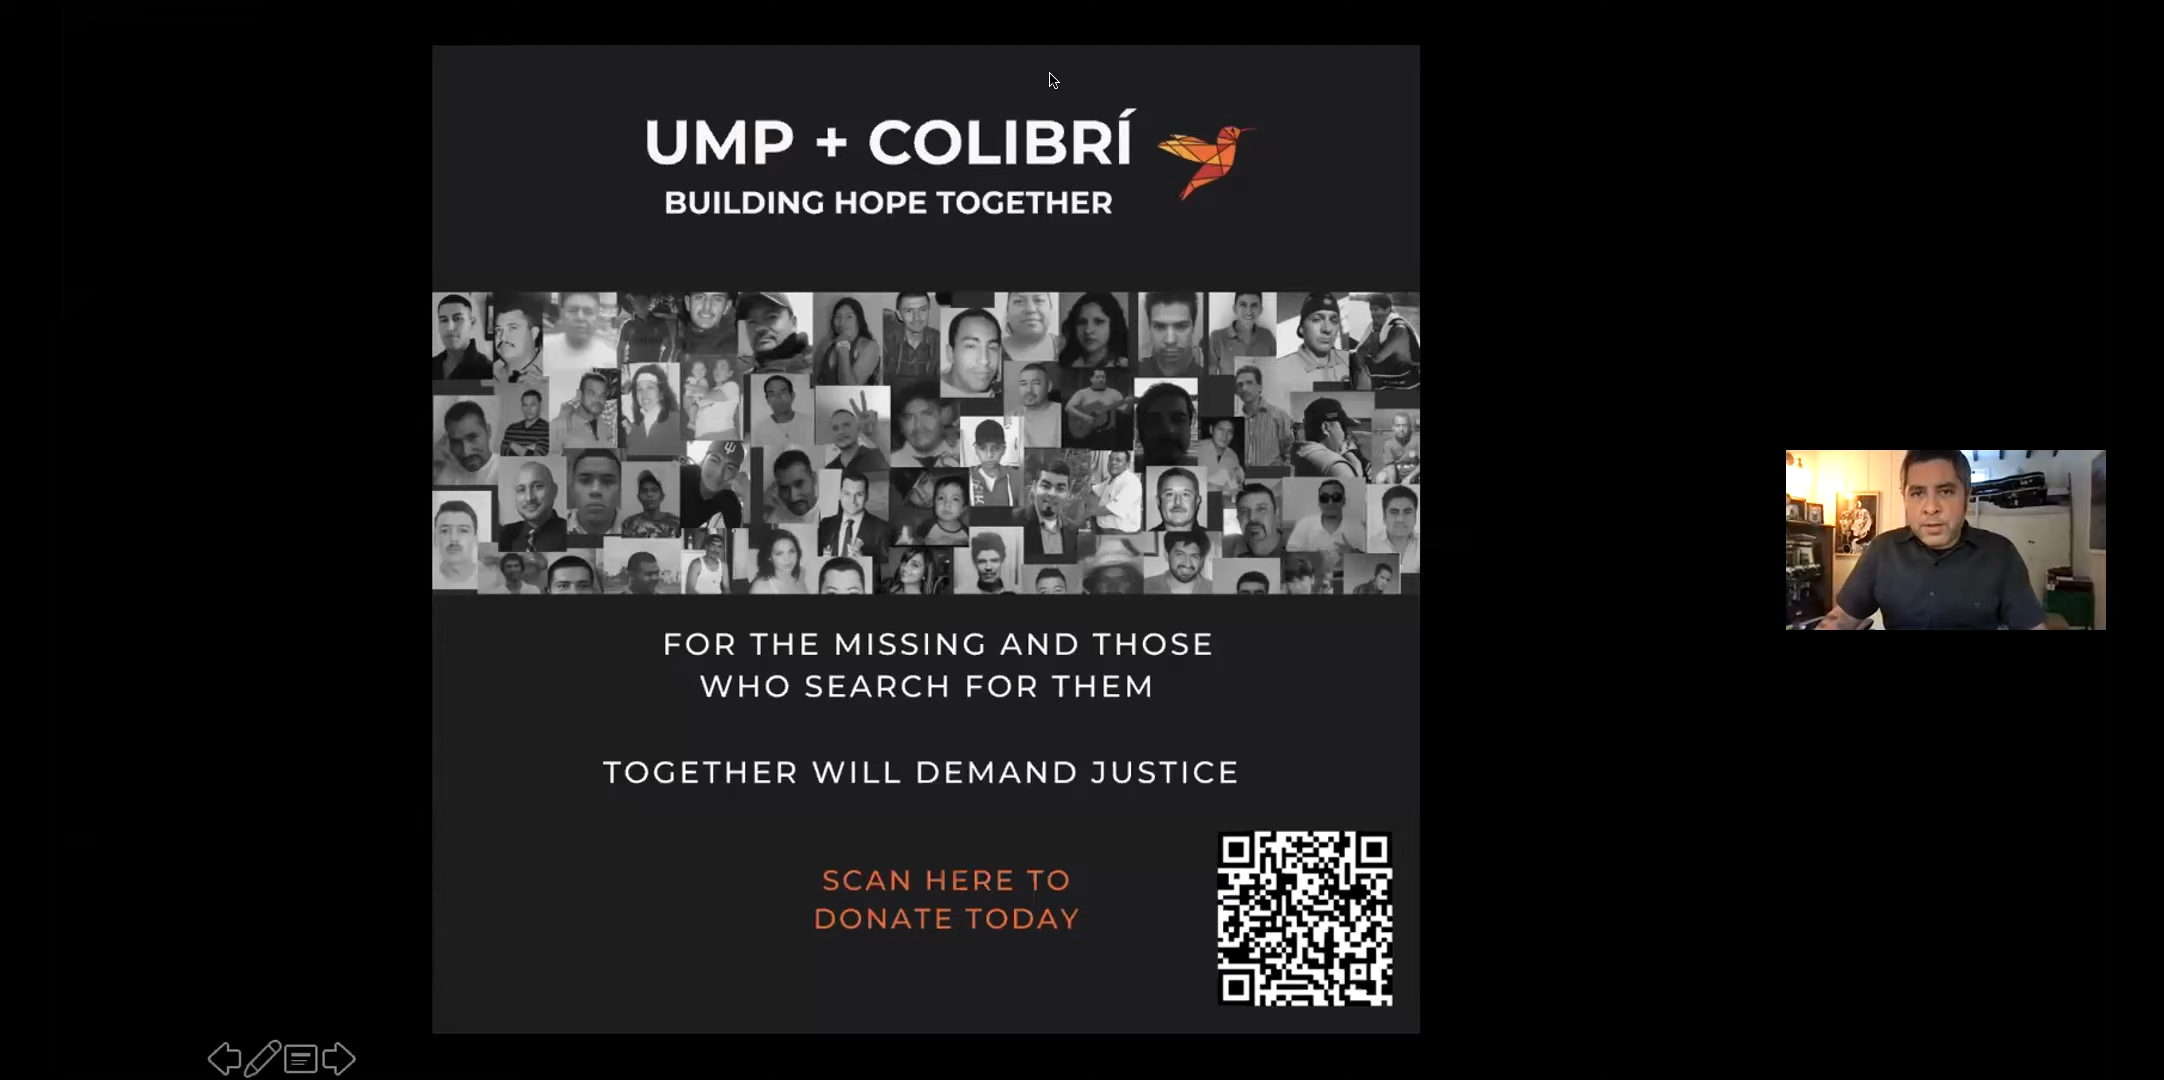 UMP + COLIBRÍ
BUILDING HOPE TOGETHER
FOR THE MISSING AND THOSE
WHO SEARCH FOR THEM
TOGETHER WILL DEMAND JUSTICE
SCAN HERE TO
DONATE TODAY